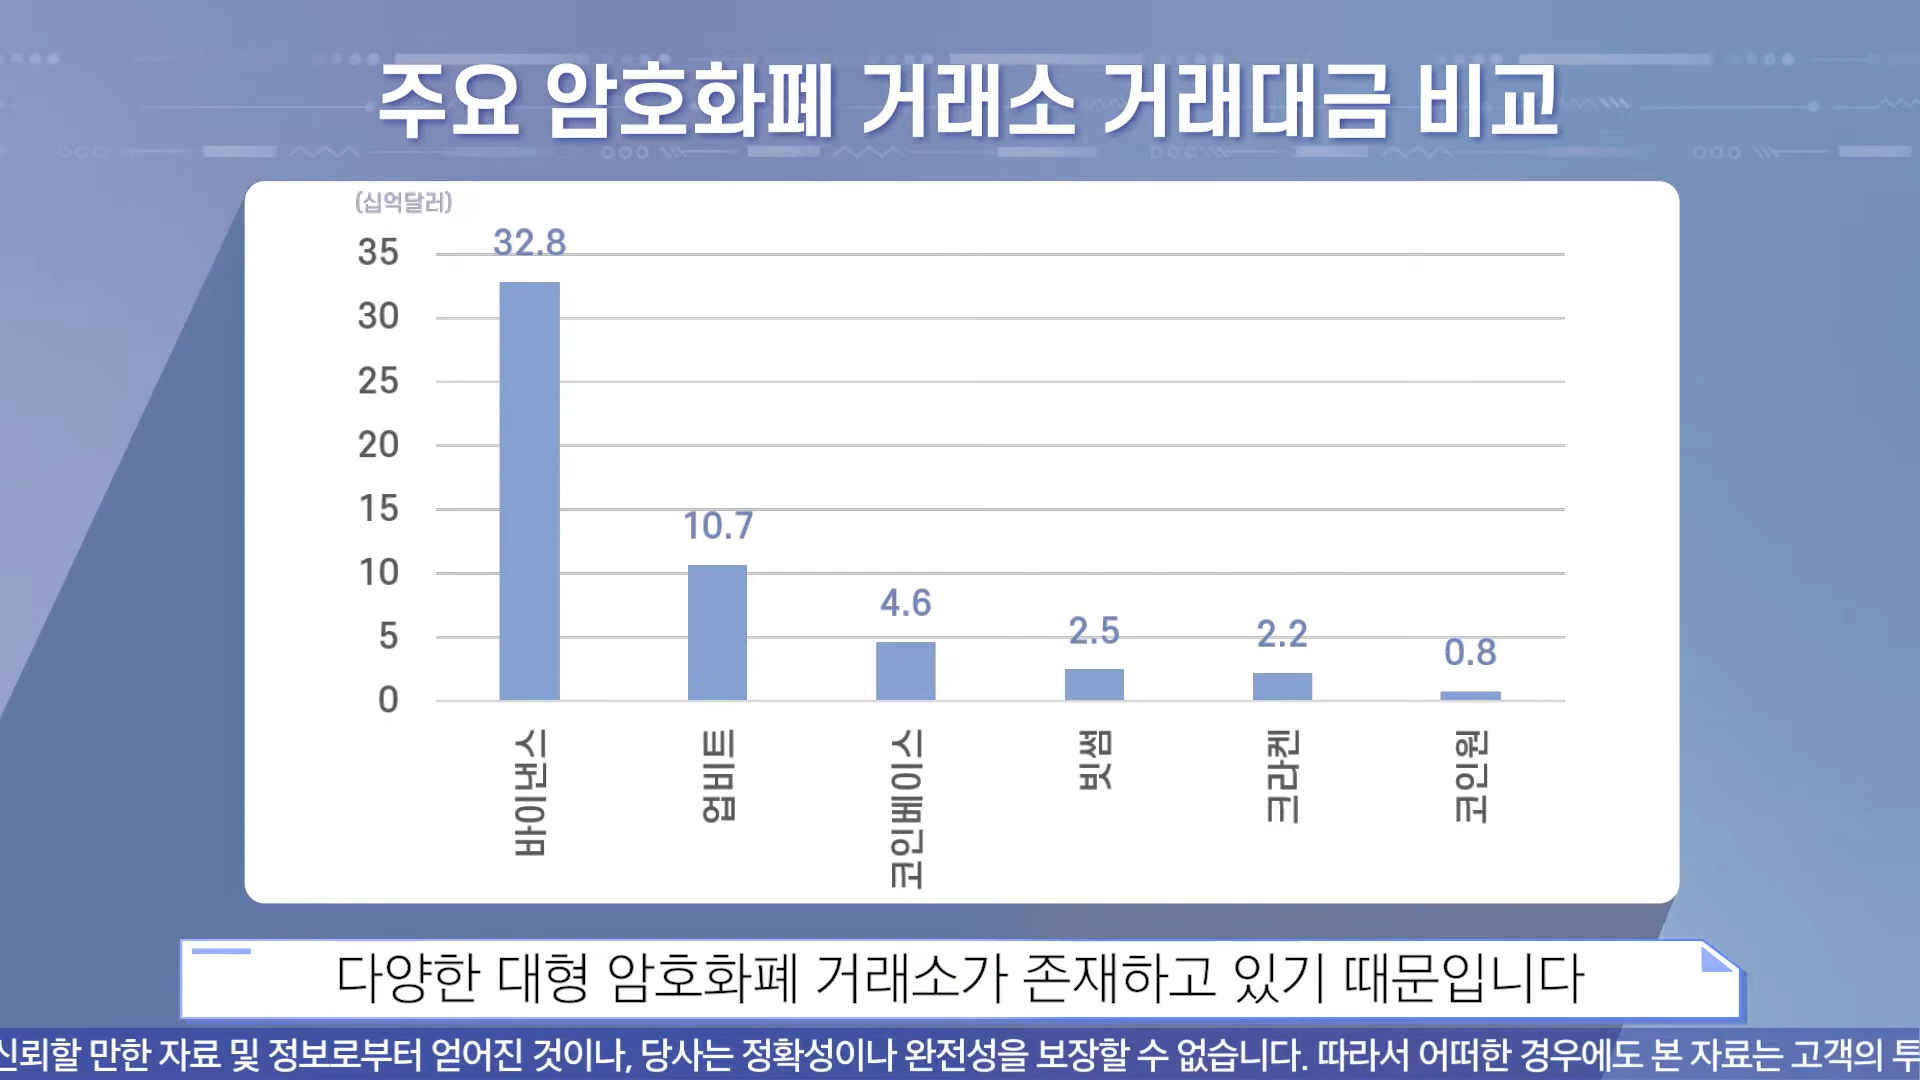 주요 암호화폐 거래소 거래대금 비교
(십억달러)
35
30
25
20
15
10
5
0
32.8
10.7
4.6
2.5
2.2
0.8
바이낸스
업비트
코인베이스
빗썸
크라켄
코인원
다양한 대형 암호화폐 거래소가 존재하고 있기 때문입니다
신뢰할 만한 자료 및 정보로부터 얻어진 것이나, 당사는 정확성이나 완전성을 보장할 수 없습니다. 따라서 어떠한 경우에도 본 자료는 고객의 투